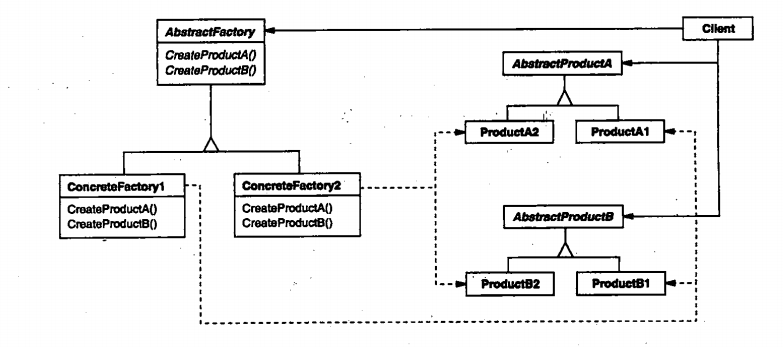 AbstractFactory
CreateProductA()
CreateProductB()
Client
AbstractProductA
ProductA2
ProductA1
ConcreteFactory1
CreateProductA()
CreateProductB()
ConcreteFactory2
CreateProductA()
CreateProductB()
AbstractProductB
ProductB2
ProductB1